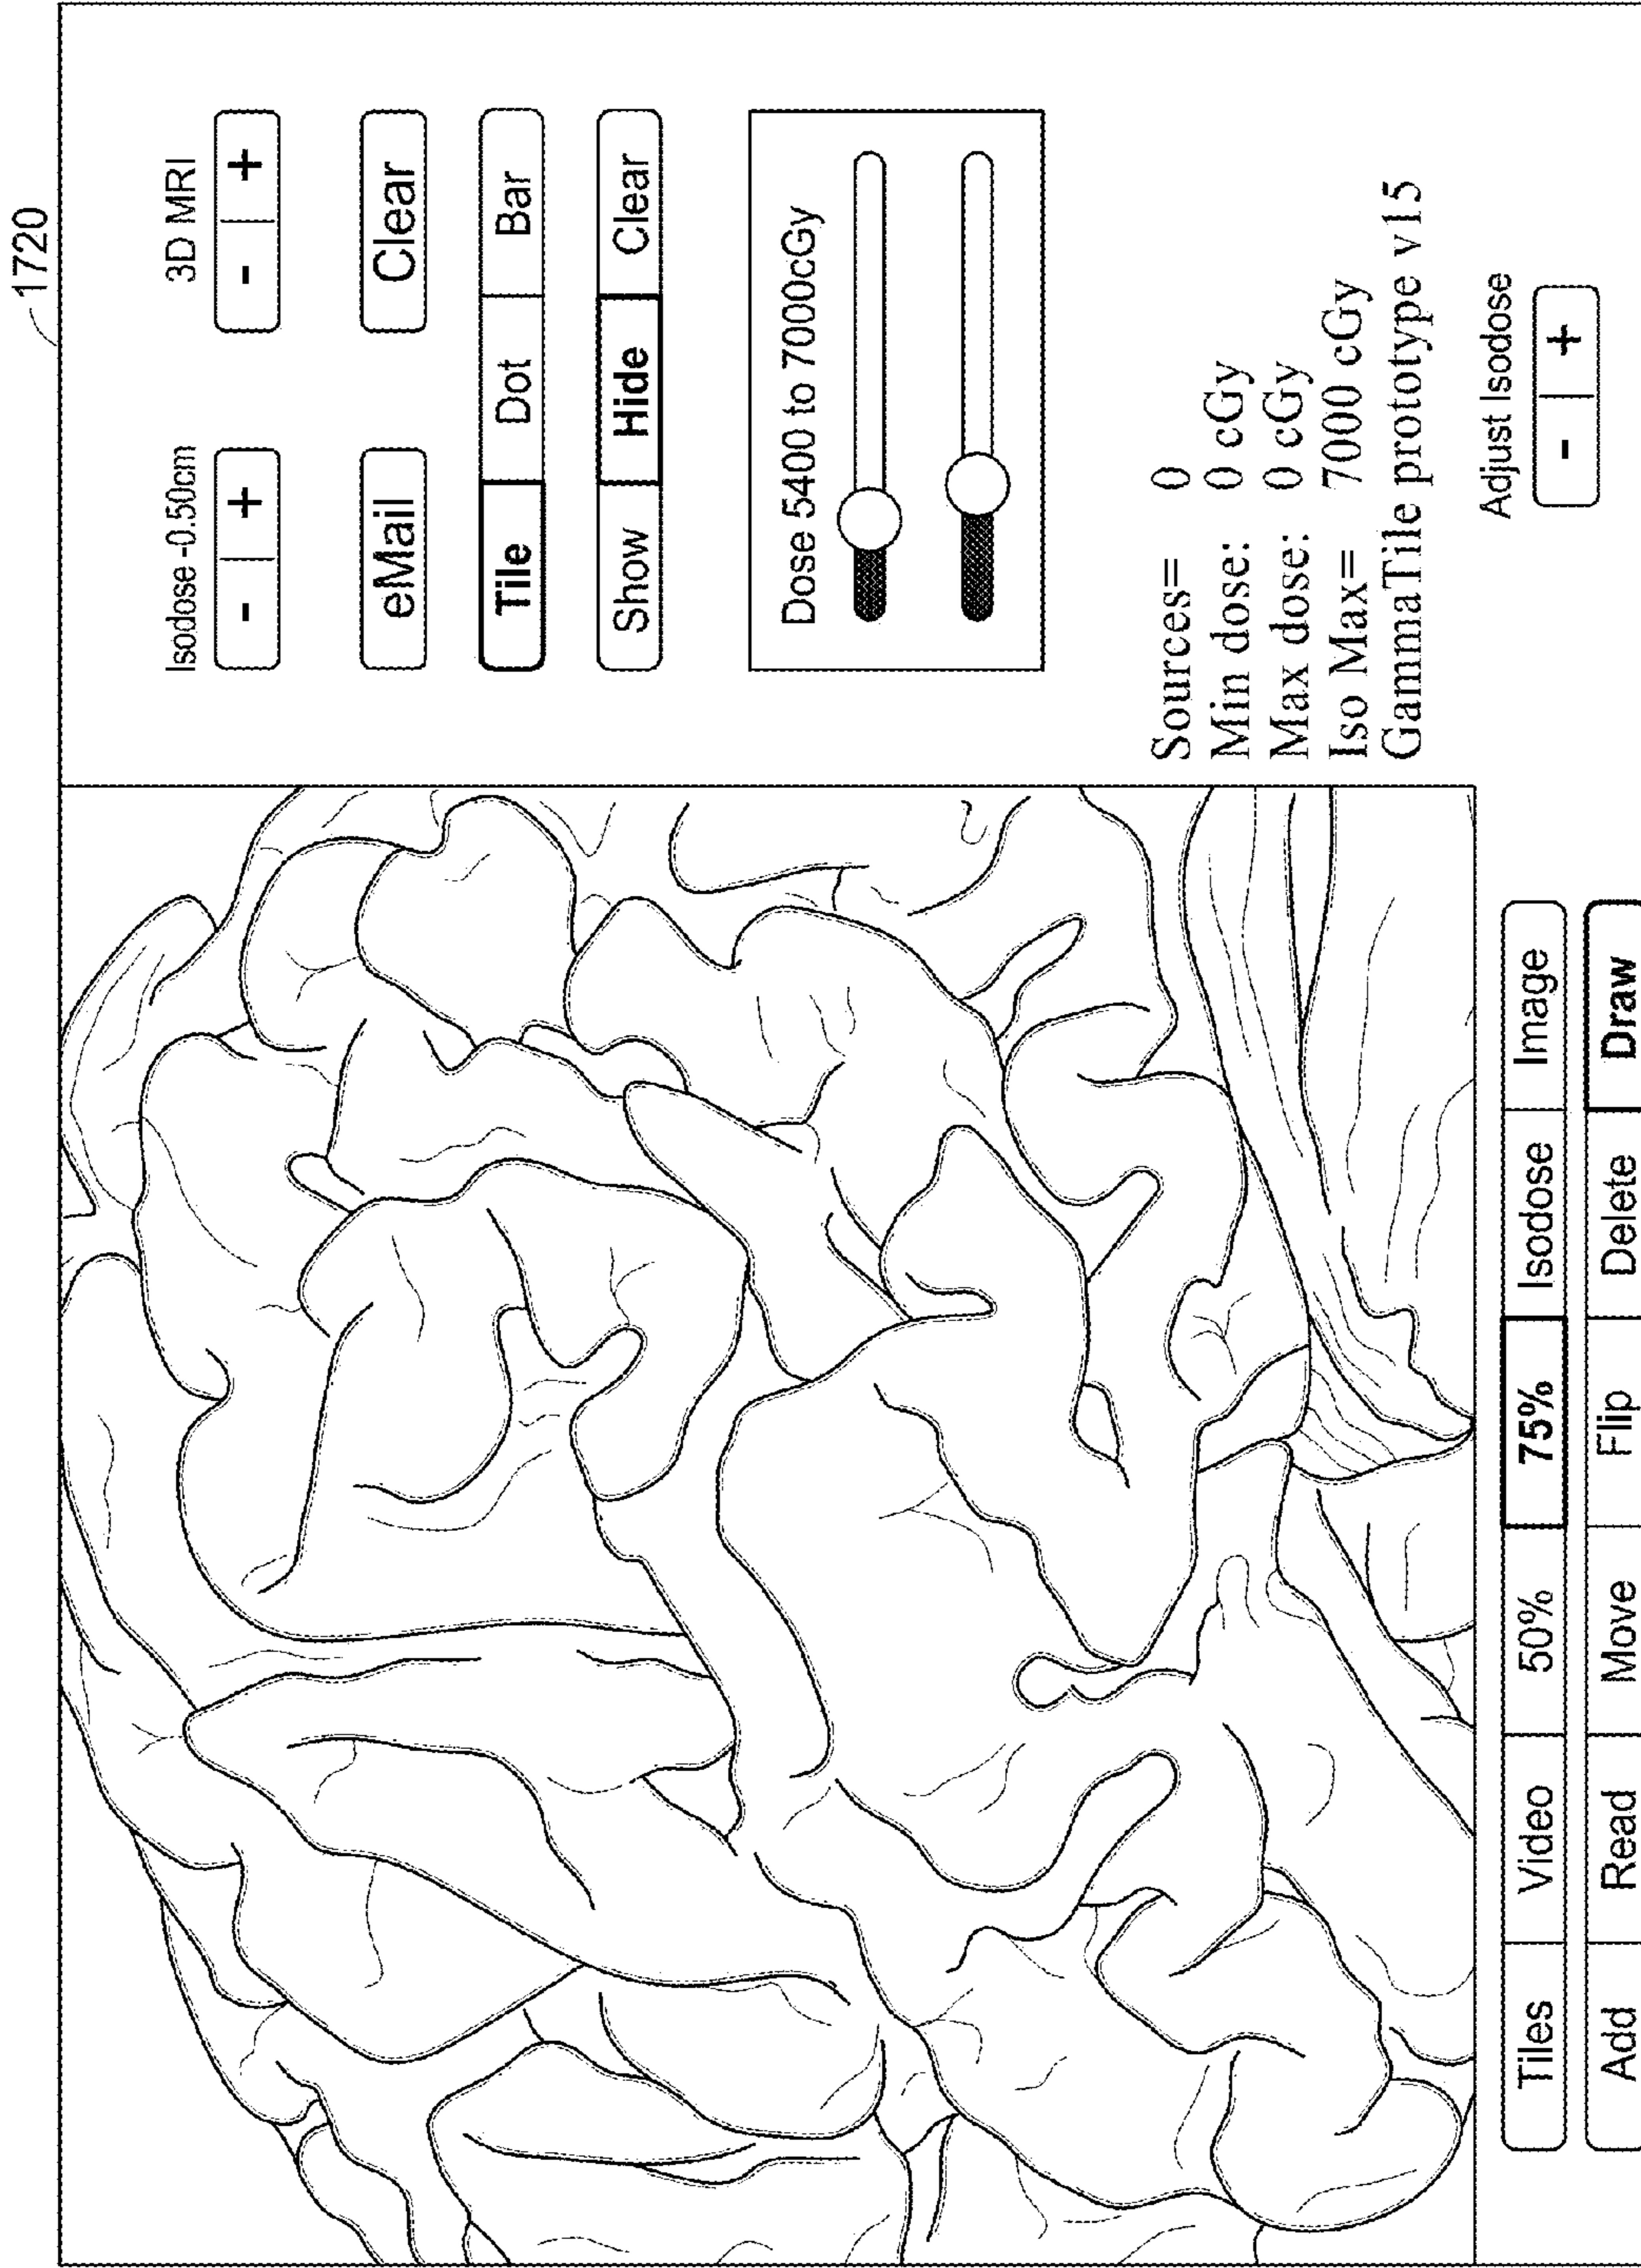 1720
Isodose -0.50cm 3D MRI
- + - +
eMail Clear
Tile Dot Bar
Show Hide Clear
Dose 5400 to 7000cGy
Sources= 0
Min dose: 0 cGy
Max dose: 0 cGy
Iso Max= 7000 cGy
GammaTile prototype v15
Adjust Isodose
- +
Tiles Video 50% 75% Isodose Image
Add Read Move Flip Delete Draw